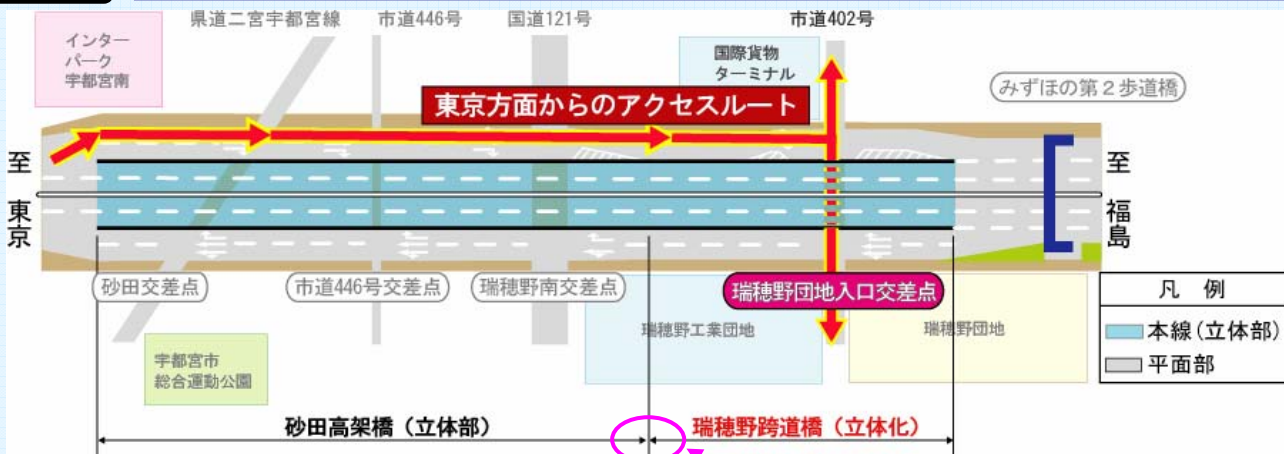 県道二宮宇都宮線
市道446号
国道121号
市道402号
インター
パーク
宇都宮南
国際貨物
ターミナル
みずほの第2歩道橋
東京方面からのアクセスルート
至
東
京
至
福
島
砂田交差点
市道446号交差点
瑞穂野南交差点
瑞穂野団地入口交差点
凡 例
本線(立体部)
平面部
瑞穂野工業団地
瑞穂野団地
宇都宮市
総合運動公園
砂田高架橋（立体部）
瑞穂野跨道橋（立体化）